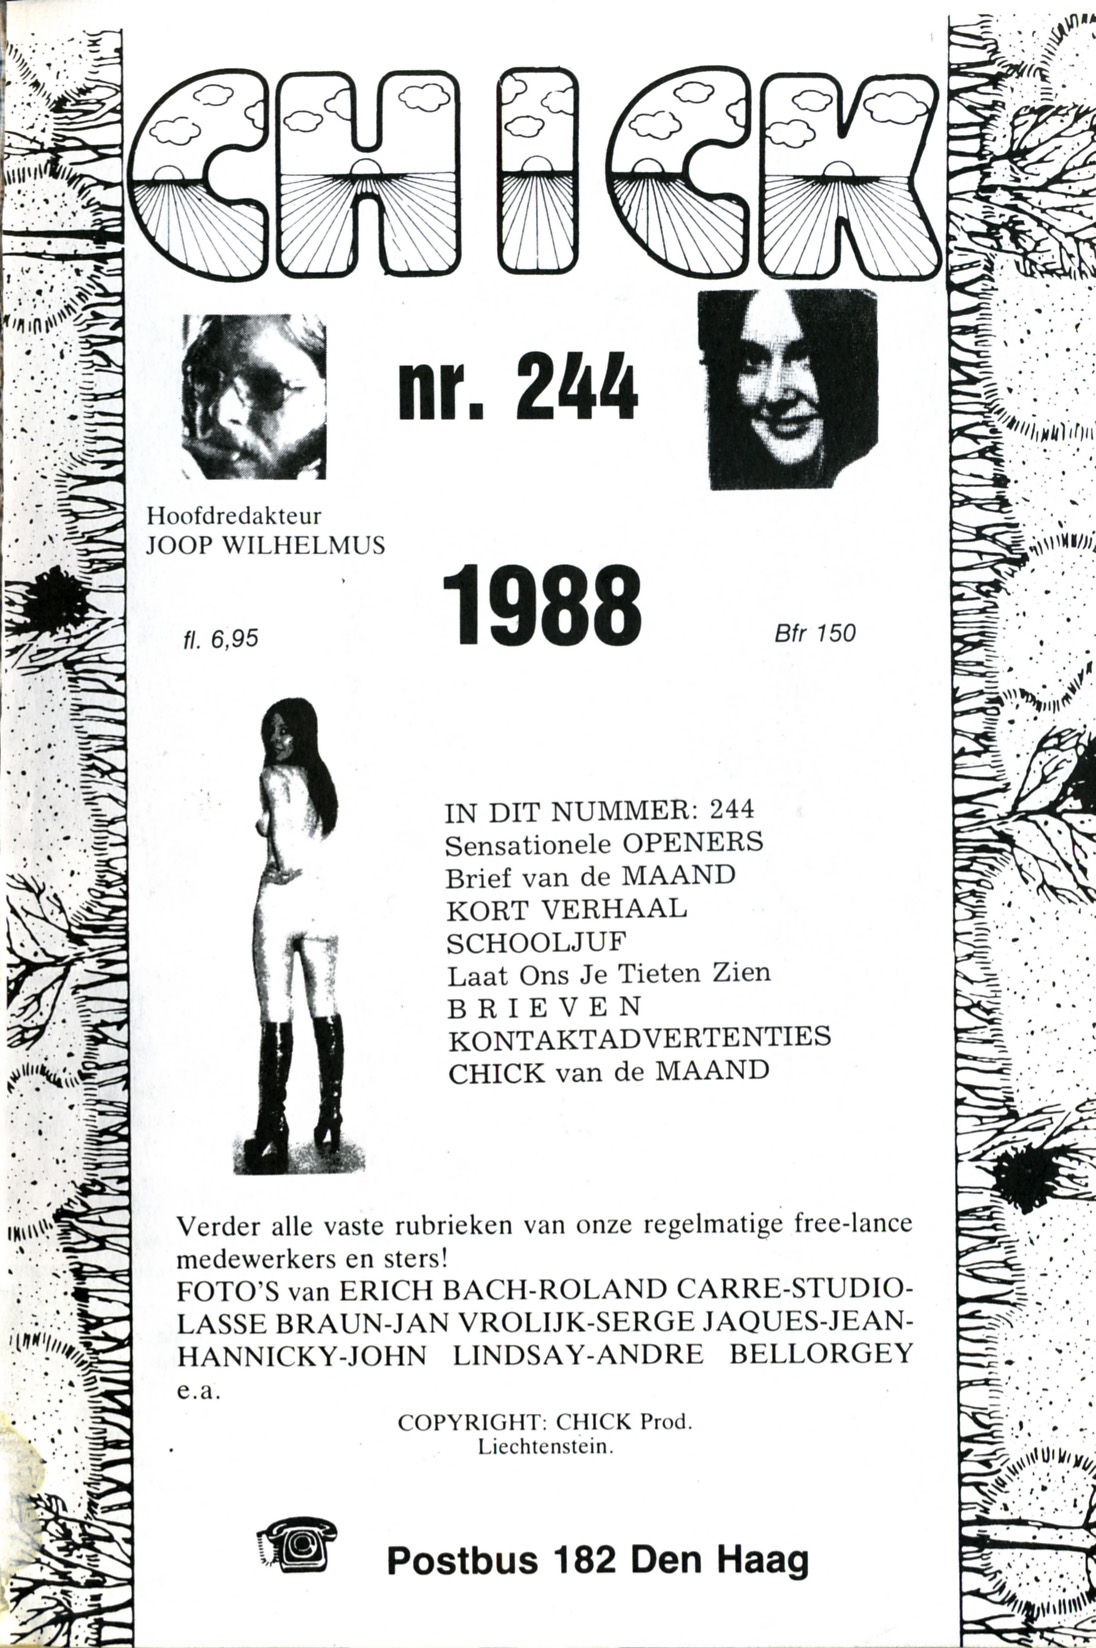 CHICK
nr. 244
Hoofdredakteur
JOOP WILHELMUS
1988
fl. 6,95
Bfr 150
IN DIT NUMMER: 244
Sensationele OPENERS
Brief van de MAAND
KORT VERHAAL
SCHOOLJUF
Laat Ons Je Tieten Zien
B R I E V E N
KONTAKTADVERTENTIES
CHICK van de MAAND
Verder alle vaste rubrieken van onze regelmatige free-lance
medewerkers en sters!
FOTO'S van ERICH BACH-ROLAND CARRE-STUDIO-
LASSE BRAUN-JAN VROLIJK-SERGE JAQUES-JEAN-
HANNICKY-JOHN LINDSAY-ANDRE BELLORGEY
e.a.
COPYRIGHT: CHICK Prod.
Liechtenstein.
Postbus 182 Den Haag